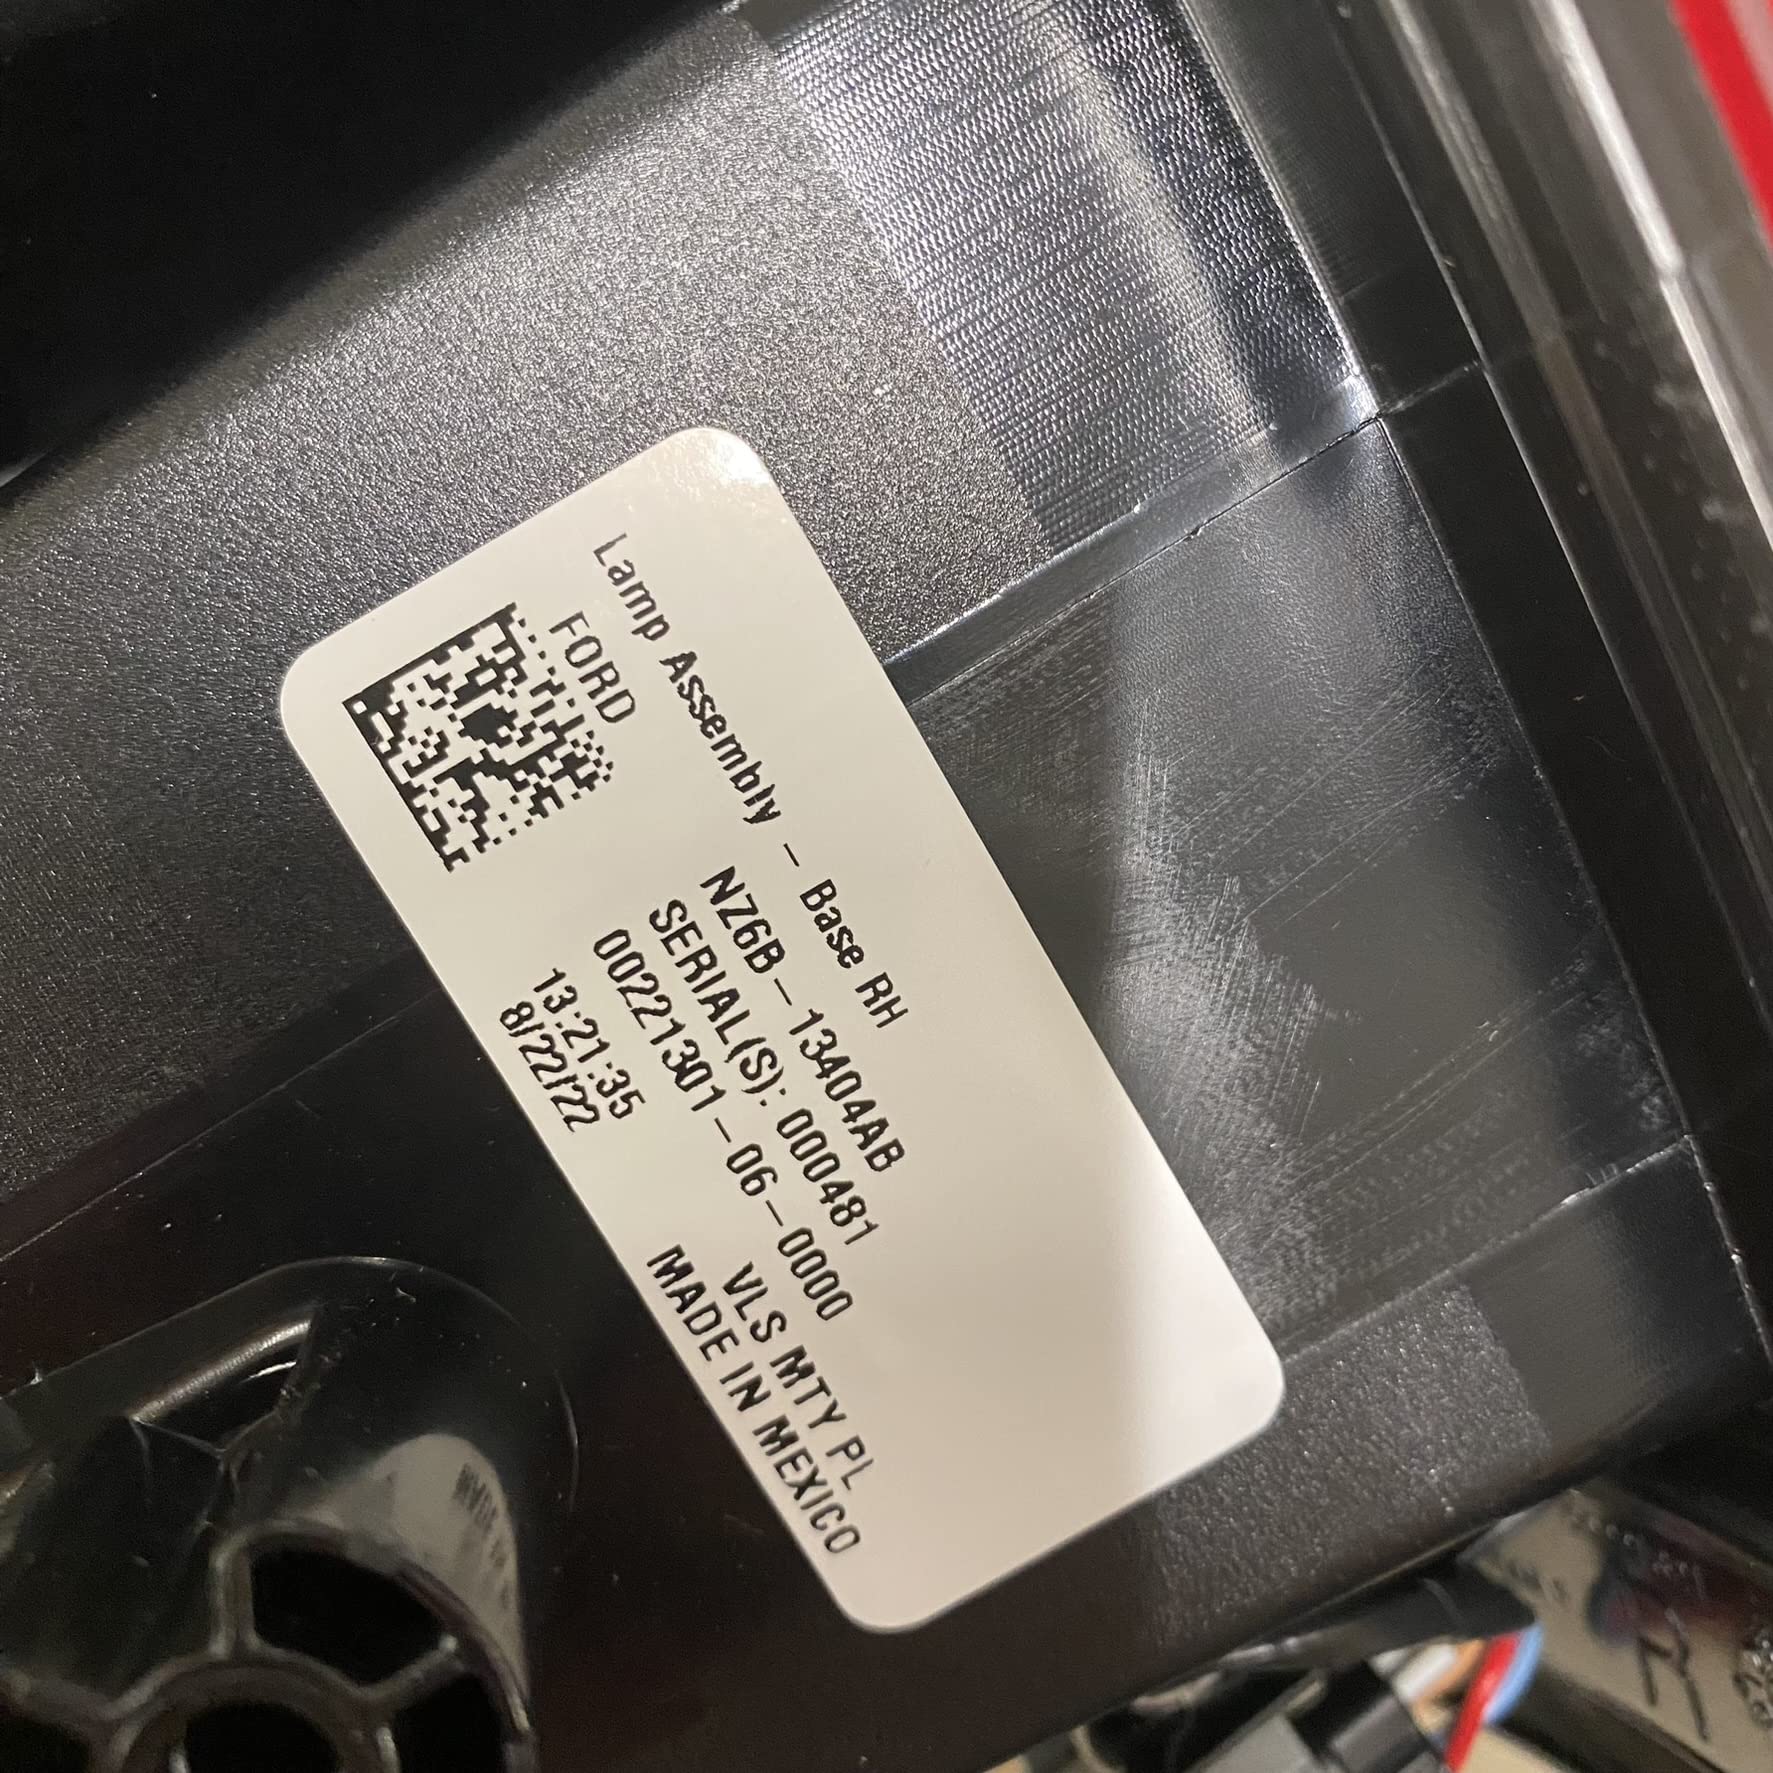 Lamp Assembly - Base RH
FORD
NZ6B-13404AB
SERIAL(S): 000481
00221301-06-0000
13:21:35
8/22/22
VLS MTY PL
MADE IN MEXICO
R